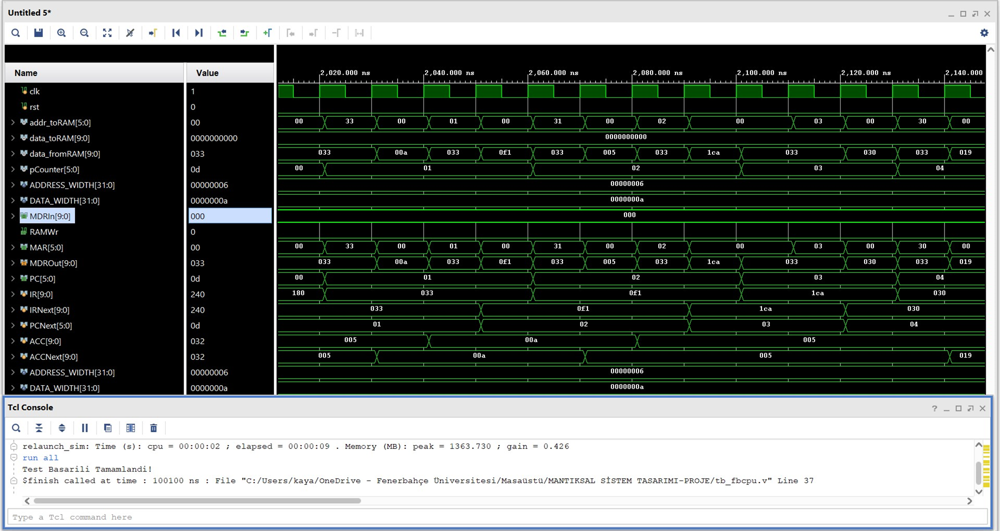 Untitled 5*
2,020.000 ns 2,040.000 ns 2,060.000 ns 2,080.000 ns 2,100.000 ns 2,120.000 ns 2,140.000
Name Value
clk 1
rst 0
addr_toRAM[5:0] 00 00 33 00 01 00 31 00 02 00 03 00 30 00
data_toRAM[9:0] 0000000000 0000000000
data_fromRAM[9:0] 033 033 00a 033 0f1 033 005 033 1ca 033 030 033 019
pCounter[5:0] 0d 00 01 02 03 04
ADDRESS_WIDTH[31:0] 00000006 00000006
DATA_WIDTH[31:0] 0000000a 0000000a
MDRIn[9:0] 000 000
RAMWr 0
MAR[5:0] 00 00 33 00 01 00 31 00 02 00 03 00 30 00
MDROut[9:0] 033 033 00a 033 0f1 033 005 033 1ca 033 030 033 019
PC[5:0] 0d 00 01 02 03 04
IR[9:0] 240 180 033 0f1 1ca 030
IRNext[9:0] 240 033 0f1 1ca 030
PCNext[5:0] 0d 01 02 03 04
ACC[9:0] 032 005 00a 005
ACCNext[9:0] 032 005 00a 005 019
ADDRESS_WIDTH[31:0] 00000006 00000006
DATA_WIDTH[31:0] 0000000a 0000000a
Tcl Console
relaunch_sim: Time (s): cpu = 00:00:02 ; elapsed = 00:00:09 . Memory (MB): peak = 1363.730 ; gain = 0.426
run all
Test Basarili Tamamlandi!
$finish called at time : 100100 ns : File "C:/Users/kaya/OneDrive - Fenerbahçe Üniversitesi/Masaüstü/MANTIKSAL SİSTEM TASARIMI-PROJE/tb_fbcpu.v" Line 37
Type a Tcl command here